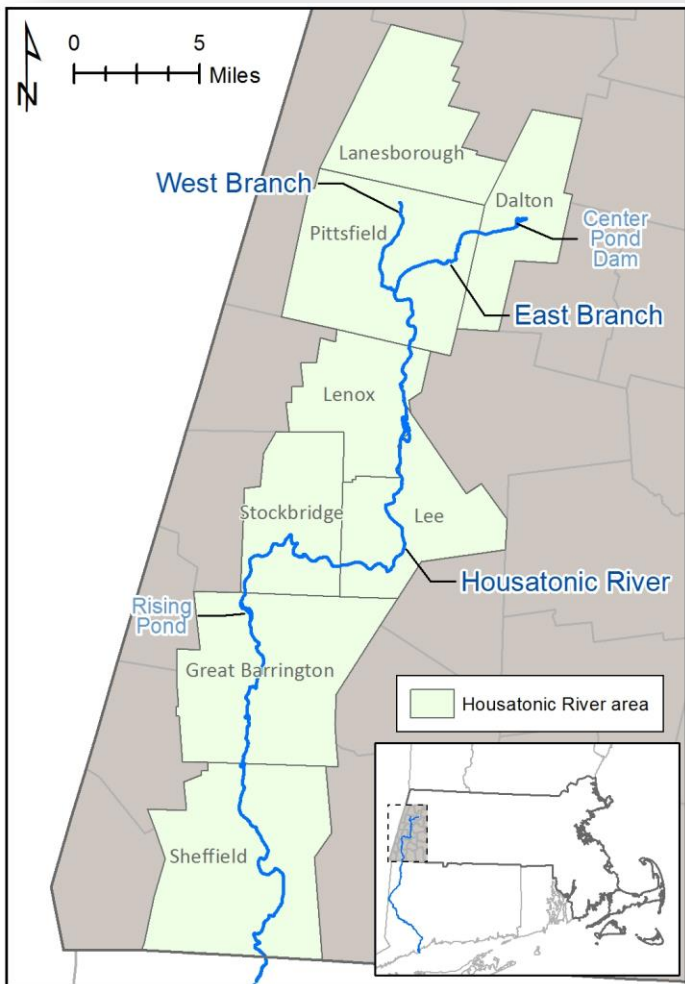 0 5
Miles
N
Lanesborough
West Branch
Dalton
Pittsfield
Center
Pond
Dam
East Branch
Lenox
Stockbridge
Lee
Housatonic River
Rising
Pond
Great Barrington
Housatonic River area
Sheffield